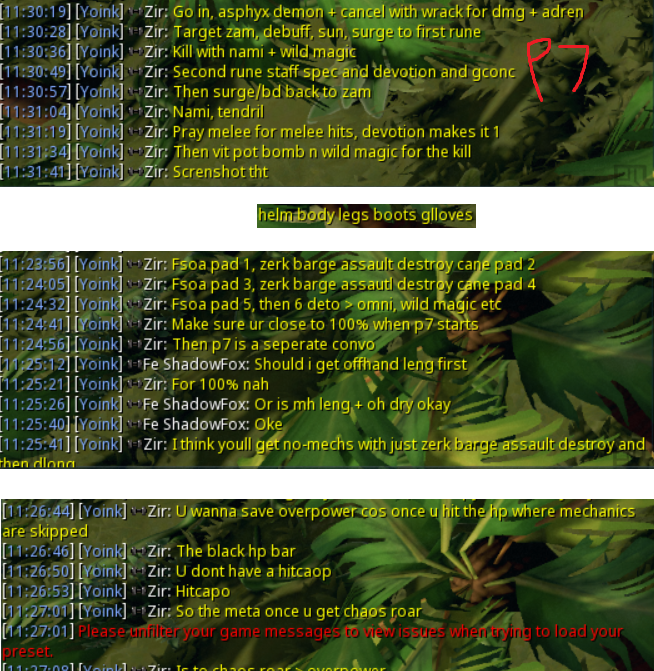 [11:30:19] [Yoink] Zir: Go in, asphyx demon + cancel with wrack for dmg + adren
[11:30:28] [Yoink] Zir: Target zam, debuff, sun, surge to first rune
[11:30:36] [Yoink] Zir: Kill with nami + wild magic
[11:30:49] [Yoink] Zir: Second rune staff spec and devotion and gconc
[11:30:57] [Yoink] Zir: Then surge/bd back to zam
[11:31:04] [Yoink] Zir: Nami, tendril
[11:31:19] [Yoink] Zir: Pray melee for melee hits, devotion makes it 1
[11:31:34] [Yoink] Zir: Then vit pot bomb n wild magic for the kill
[11:31:41] [Yoink] Zir: Screnshot tht
P7
helm body legs boots glloves
[11:23:56] [Yoink] Zir: Fsoa pad 1, zerk barge assault destroy cane pad 2
[11:24:05] [Yoink] Zir: Fsoa pad 3, zerk barge assautl destroy cane pad 4
[11:24:32] [Yoink] Zir: Fsoa pad 5, then 6 deto > omni, wild magic etc
[11:24:41] [Yoink] Zir: Make sure ur close to 100% when p7 starts
[11:24:56] [Yoink] Zir: Then p7 is a seperate convo
[11:25:12] [Yoink] Fe ShadowFox: Should i get offhand leng first
[11:25:21] [Yoink] Zir: For 100% nah
[11:25:26] [Yoink] Fe ShadowFox: Or is mh leng + oh dry okay
[11:25:40] [Yoink] Fe ShadowFox: Oke
[11:25:41] [Yoink] Zir: I think youll get no-mechs with just zerk barge assault destroy and
then dlong
[11:26:44] [Yoink] Zir: U wanna save overpower cos once u hit the hp where mechanics
are skipped
[11:26:46] [Yoink] Zir: The black hp bar
[11:26:50] [Yoink] Zir: U dont have a hitcaop
[11:26:53] [Yoink] Zir: Hitcapo
[11:27:01] [Yoink] Zir: So the meta once u get chaos roar
[11:27:01] Please unfilter your game messages to view issues when trying to load your
preset.
[11:27:08] [Yoink] Zir: Is to chaos roar > overpower